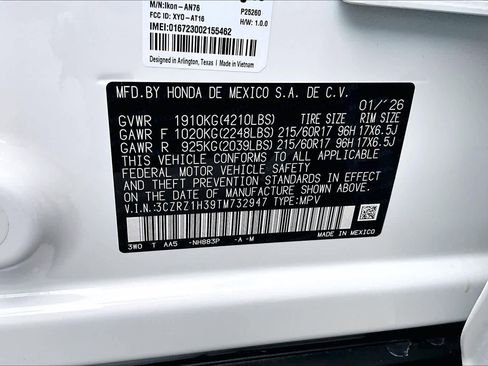 M/N:Ikon-AN76
P25260
FCC ID: XYO-AT16
H/W: 1.0.0
IMEI:016723002155462
Designed in Arlington, Texas | Made in Vietnam
MFD. BY HONDA DE MEXICO S.A. DE C.V.
01/'26
GVWR 1910KG(4210LBS) TIRE SIZE RIM SIZE
GAWR F 1020KG(2248LBS) 215/60R17 96H 17X6.5J
GAWR R 925KG(2039LBS) 215/60R17 96H 17X6.5J
THIS VEHICLE CONFORMS TO ALL APPLICABLE
FEDERAL MOTOR VEHICLE SAFETY
STANDARDS IN EFFECT
ON THE DATE OF MANUFACTURE SHOWN ABOVE.
V.I.N:3CZRZ1H39TM732947 TYPE:MPV
3W0 T AA5 -NH883P -A-M
MADE IN MEXICO